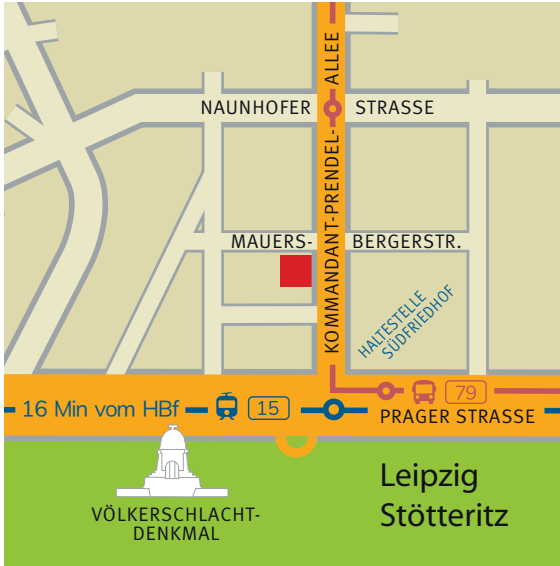 NAUNHOFER STRASSE
KOMMANDANT-PRENDEL-ALLEE
MAUERS-BERGERSTR.
HALTESTELLE
SÜDFRIEDHOF
79
16 Min vom HBf 15
PRAGER STRASSE
VÖLKERSCHLACHT-
DENKMAL
Leipzig
Stötteritz